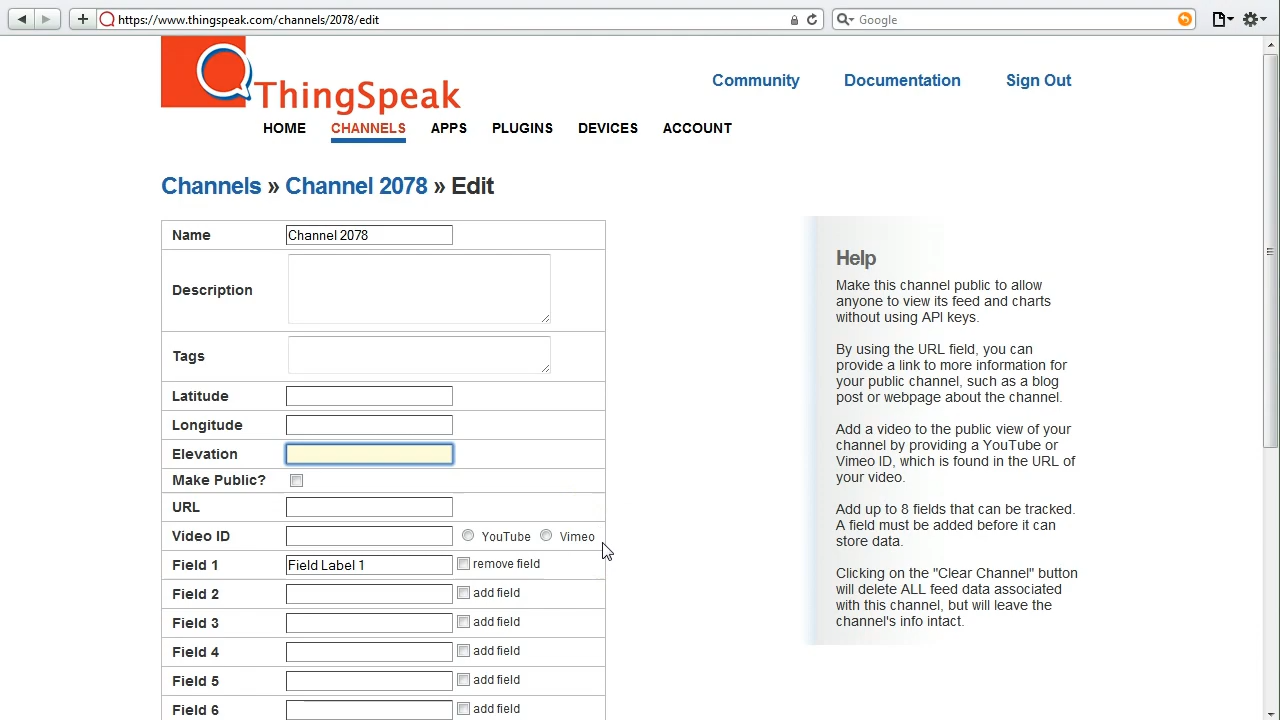 https://www.thingspeak.com/channels/2078/edit
Google
ThingSpeak
Community Documentation Sign Out
HOME CHANNELS APPS PLUGINS DEVICES ACCOUNT
Channels » Channel 2078 » Edit
Name Channel 2078
Description
Tags
Latitude
Longitude
Elevation
Make Public?
URL
Video ID YouTube Vimeo
Field 1 Field Label 1 remove field
Field 2 add field
Field 3 add field
Field 4 add field
Field 5 add field
Field 6 add field
Help
Make this channel public to allow
anyone to view its feed and charts
without using API keys.
By using the URL field, you can
provide a link to more information for
your public channel, such as a blog
post or webpage about the channel.
Add a video to the public view of your
channel by providing a YouTube or
Vimeo ID, which is found in the URL of
your video.
Add up to 8 fields that can be tracked.
A field must be added before it can
store data.
Clicking on the "Clear Channel" button
will delete ALL feed data associated
with this channel, but will leave the
channel's info intact.